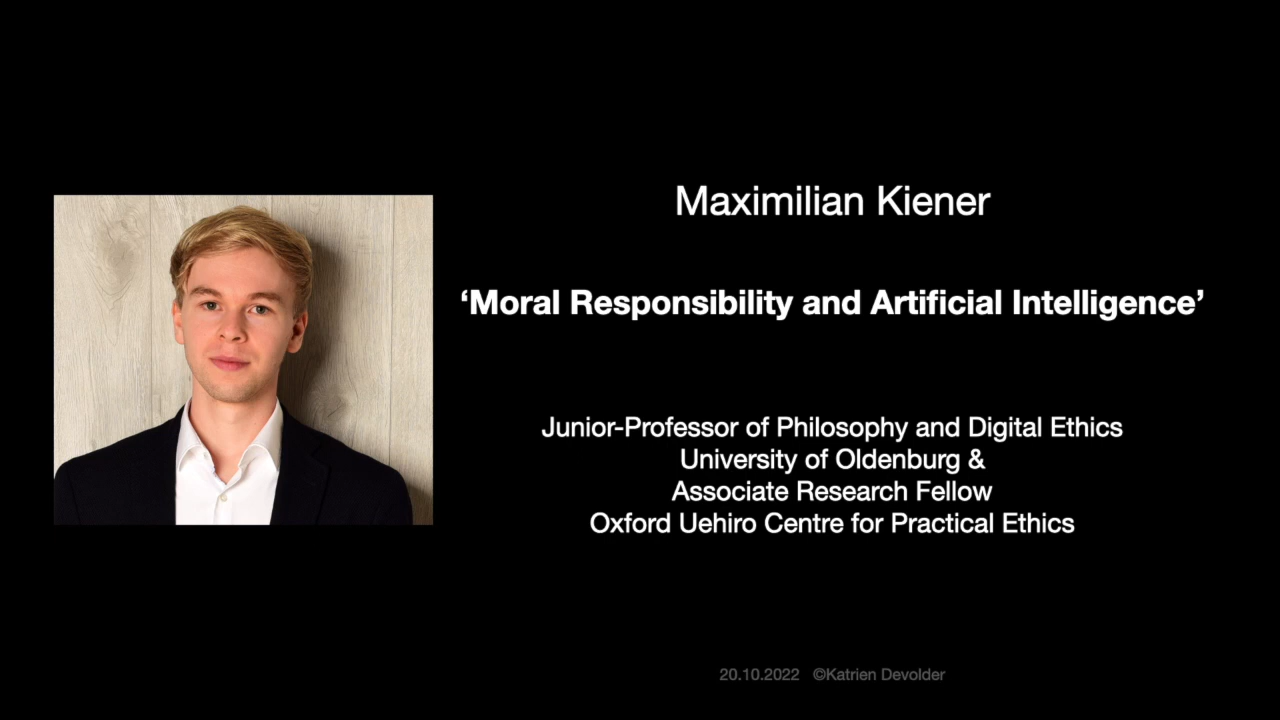 Maximilian Kiener
‘Moral Responsibility and Artificial Intelligence’
Junior-Professor of Philosophy and Digital Ethics
University of Oldenburg &
Associate Research Fellow
Oxford Uehiro Centre for Practical Ethics
20.10.2022 ©Katrien Devolder